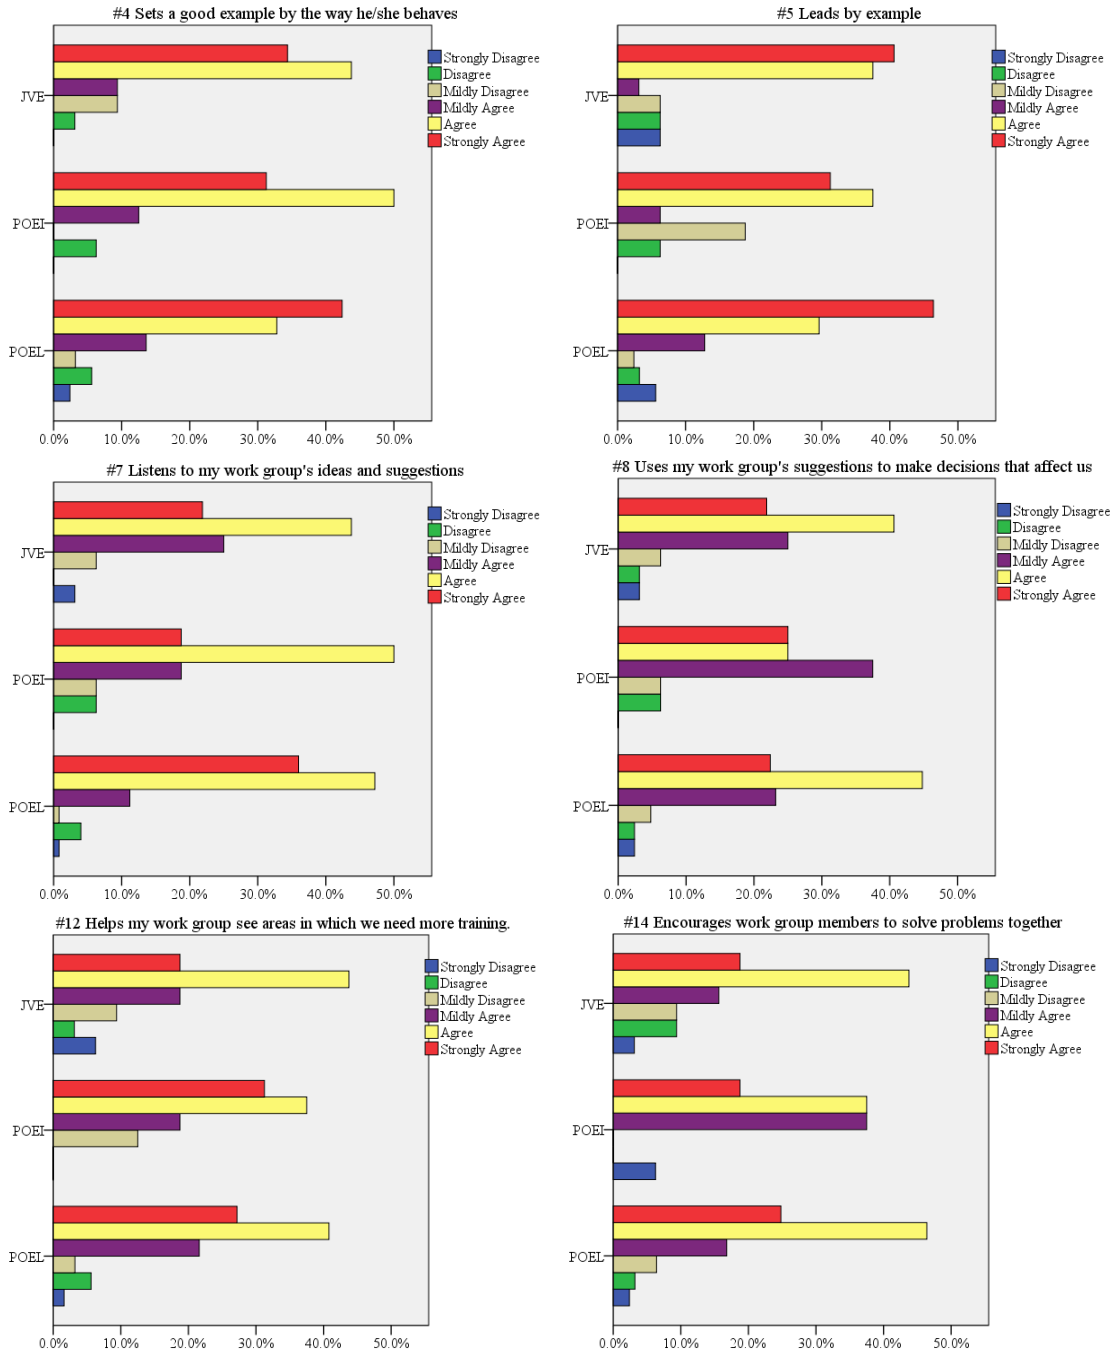 #4 Sets a good example by the way he/she behaves
Strongly Disagree
Disagree
Mildly Disagree
Mildly Agree
Agree
Strongly Agree
JVE
POEI
POEL
0.0% 10.0% 20.0% 30.0% 40.0% 50.0%
#5 Leads by example
Strongly Disagree
Disagree
Mildly Disagree
Mildly Agree
Agree
Strongly Agree
JVE
POEI
POEL
0.0% 10.0% 20.0% 30.0% 40.0% 50.0%
#7 Listens to my work group's ideas and suggestions
Strongly Disagree
Disagree
Mildly Disagree
Mildly Agree
Agree
Strongly Agree
JVE
POEI
POEL
0.0% 10.0% 20.0% 30.0% 40.0% 50.0%
#8 Uses my work group's suggestions to make decisions that affect us
Strongly Disagree
Disagree
Mildly Disagree
Mildly Agree
Agree
Strongly Agree
JVE
POEI
POEL
0.0% 10.0% 20.0% 30.0% 40.0% 50.0%
#12 Helps my work group see areas in which we need more training.
Strongly Disagree
Disagree
Mildly Disagree
Mildly Agree
Agree
Strongly Agree
JVE
POEI
POEL
0.0% 10.0% 20.0% 30.0% 40.0% 50.0%
#14 Encourages work group members to solve problems together
Strongly Disagree
Disagree
Mildly Disagree
Mildly Agree
Agree
Strongly Agree
JVE
POEI
POEL
0.0% 10.0% 20.0% 30.0% 40.0% 50.0%